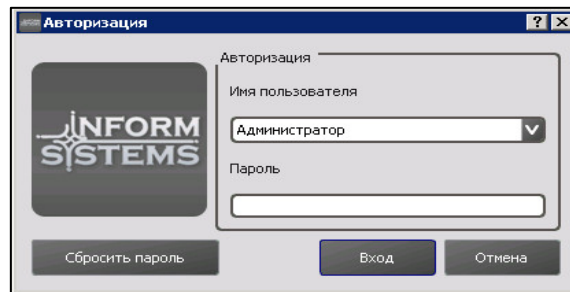 Авторизация
Авторизация
Имя пользователя
INFORM
SYSTEMS
Администратор
Пароль
Сбросить пароль
Вход
Отмена